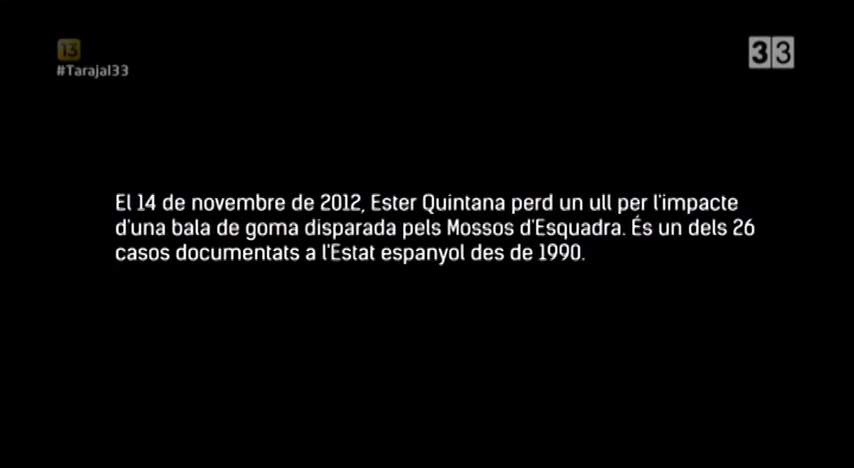 13
33
#Tarajal33
El 14 de novembre de 2012, Ester Quintana perd un ull per l'impacte
d'una bala de goma disparada pels Mossos d'Esquadra. És un dels 26
casos documentats a l'Estat espanyol des de 1990.